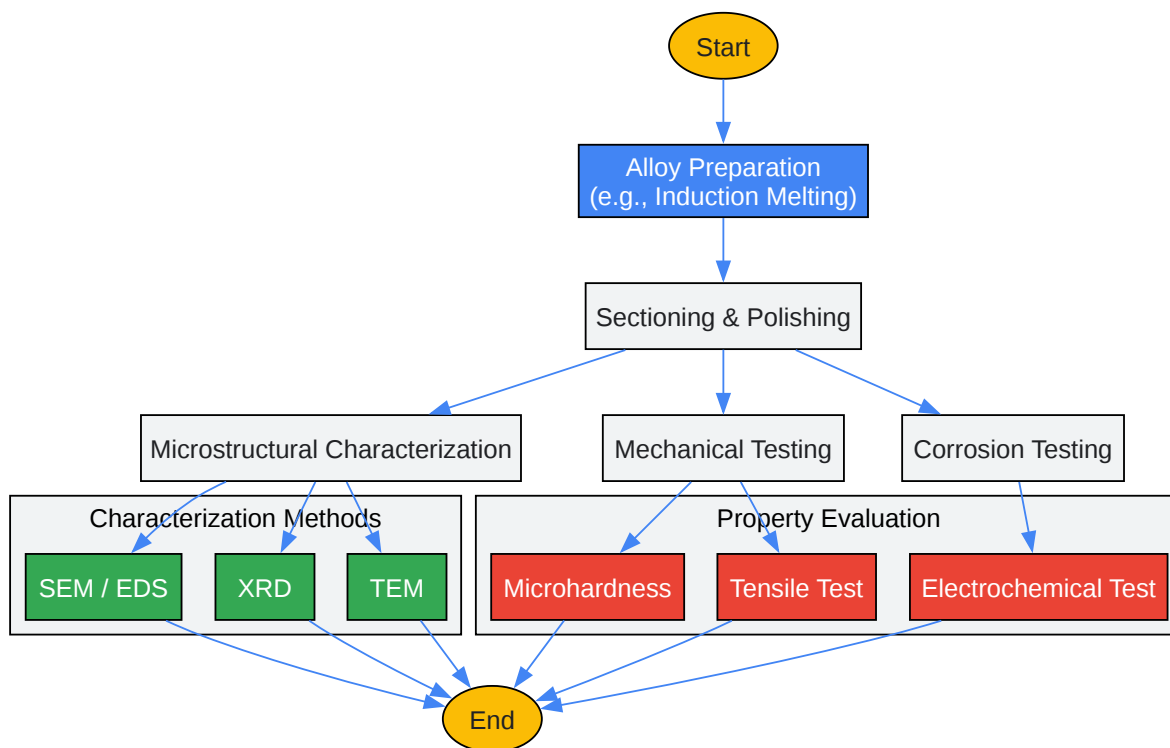 Start
Alloy Preparation
(e.g., Induction Melting)
Sectioning & Polishing
Microstructural Characterization
Mechanical Testing
Corrosion Testing
Characterization Methods
Property Evaluation
SEM / EDS
XRD
TEM
Microhardness
Tensile Test
Electrochemical Test
End